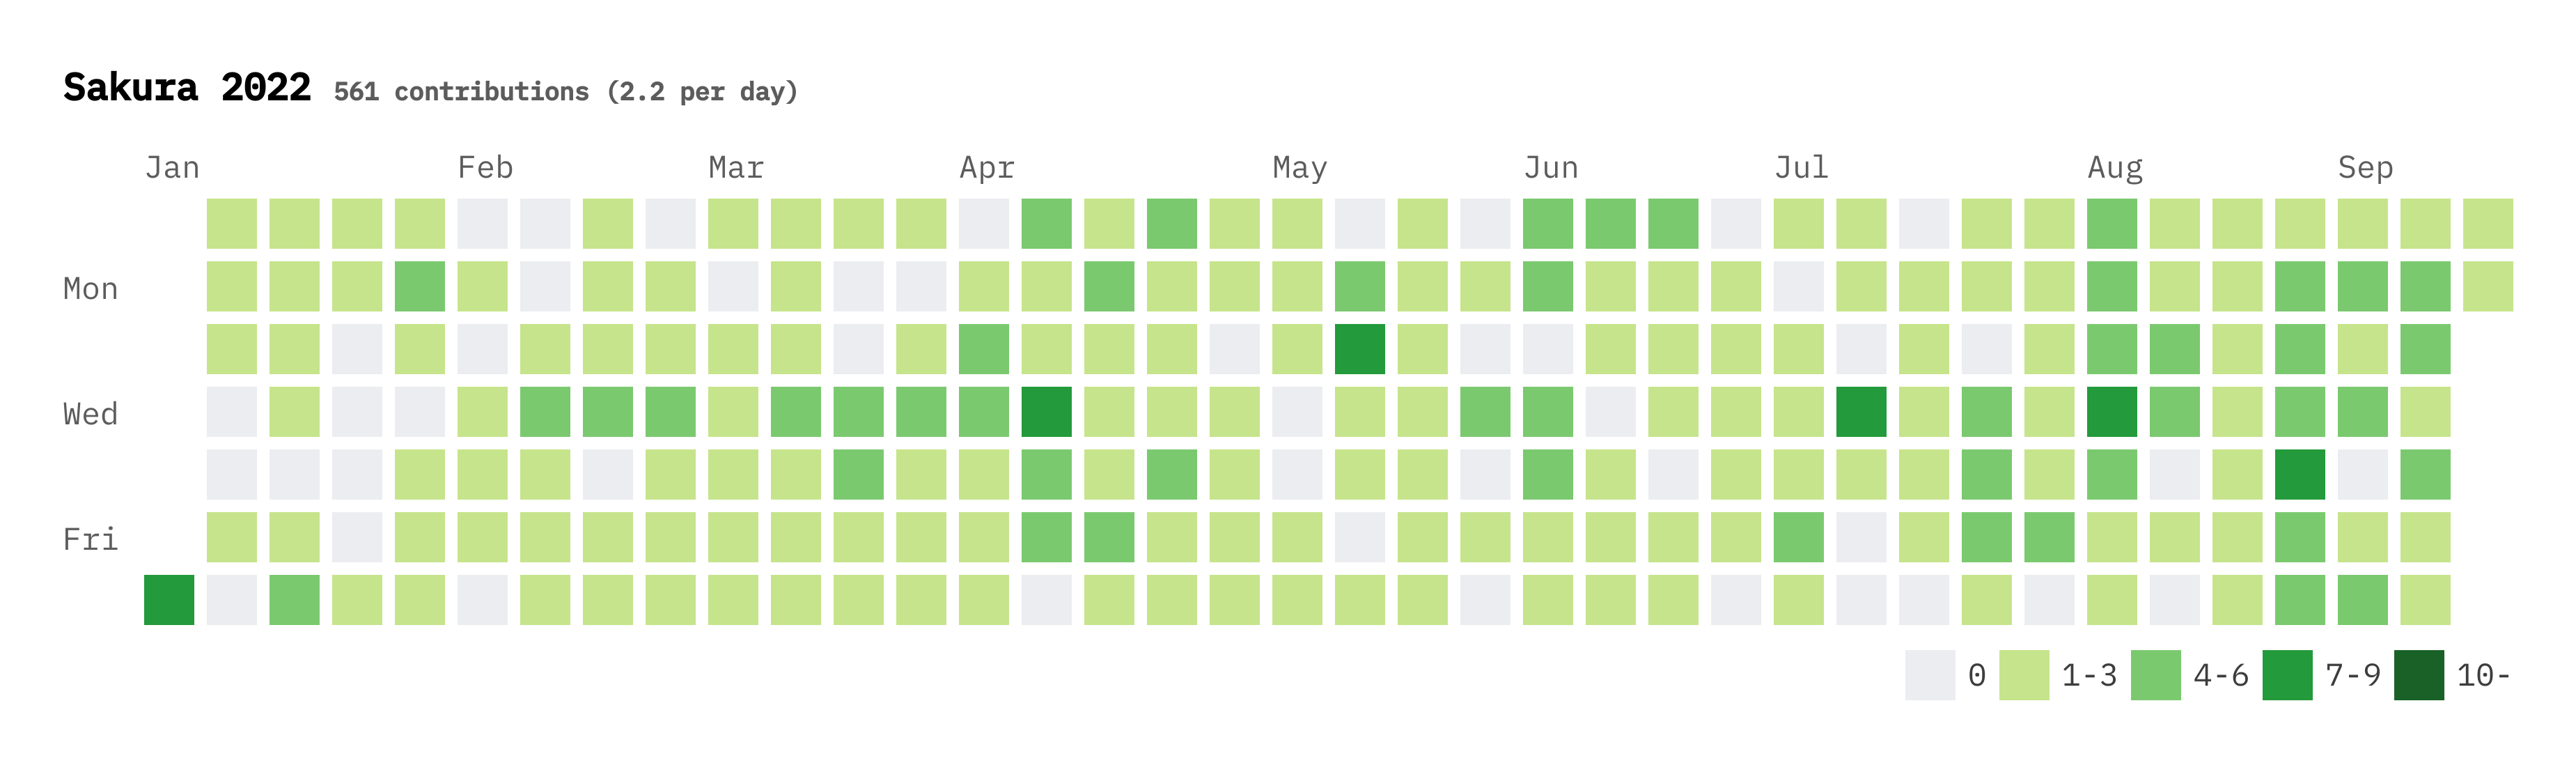 Sakura 2022 561 contributions (2.2 per day)
Jan Feb Mar Apr May Jun Jul Aug Sep
Mon
Wed
Fri
0 1-3 4-6 7-9 10-